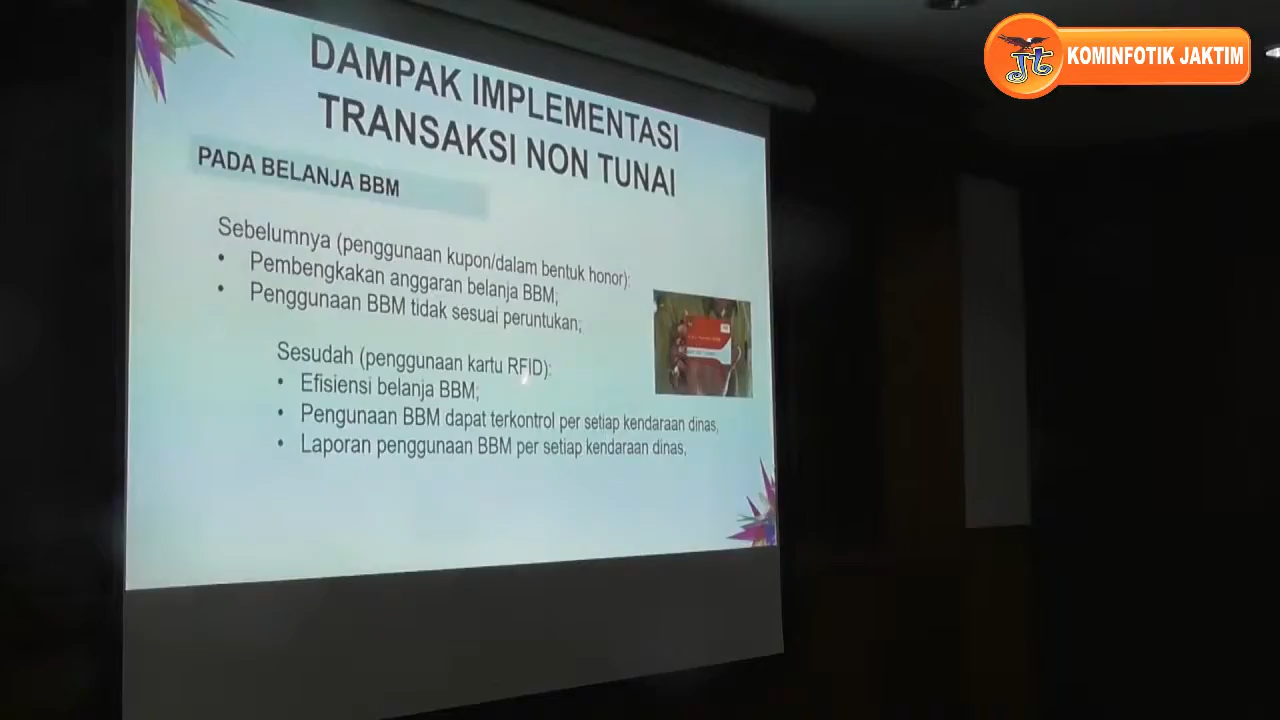 DAMPAK IMPLEMENTASI
TRANSAKSI NON TUNAI
PADA BELANJA BBM
Sebelumnya (penggunaan kupon/dalam bentuk honor):
• Pembengkakan anggaran belanja BBM;
• Penggunaan BBM tidak sesuai peruntukan;
Sesudah (penggunaan kartu RFID):
• Efisiensi belanja BBM;
• Pengunaan BBM dapat terkontrol per setiap kendaraan dinas,
• Laporan penggunaan BBM per setiap kendaraan dinas,
jt KOMINFOTIK JAKTIM